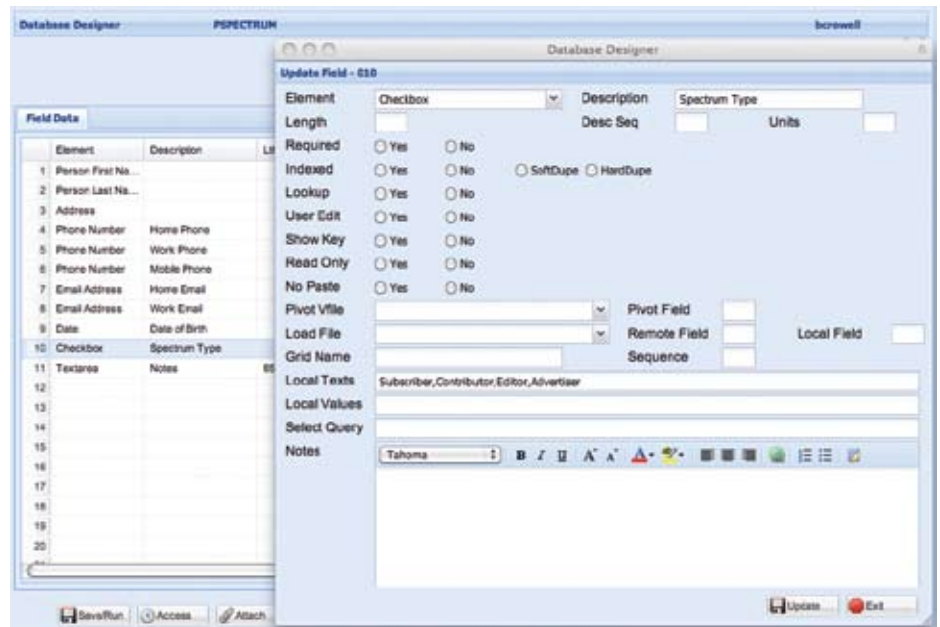 Database Designer PSPECTRUM bcrowell
Database Designer
Update Field - 010
Element Checkbox Description Spectrum Type
Length Desc Seq Units
Required Yes No
Indexed Yes No SoftDupe HardDupe
Lookup Yes No
User Edit Yes No
Show Key Yes No
Read Only Yes No
No Paste Yes No
Pivot Vfile Pivot Field
Load File Remote Field Local Field
Grid Name Sequence
Local Texts Subscriber,Contributor,Editor,Advertiser
Local Values
Select Query
Notes Tahoma B I U A A A
Update Exit
Field Data
Element Description
1 Person First Na...
2 Person Last Na...
3 Address
4 Phone Number Home Phone
5 Phone Number Work Phone
6 Phone Number Mobile Phone
7 Email Address Home Email
8 Email Address Work Email
9 Date Date of Birth
10 Checkbox Spectrum Type
11 Textarea Notes 65
12
13
14
15
16
17
18
19
20
Save/Run Access Attach